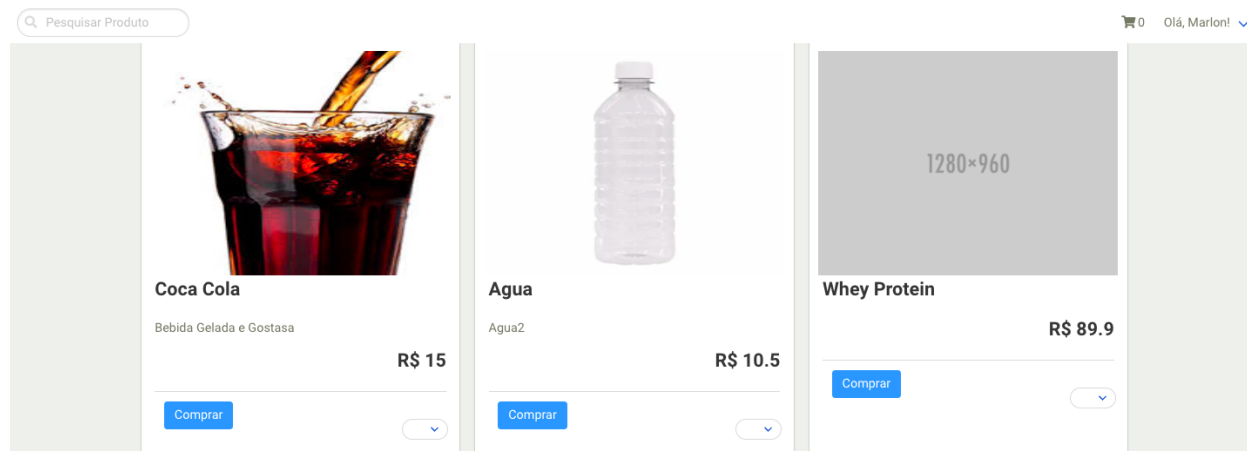 Pesquisar Produto
0 Olá, Marlon!
1280×960
Coca Cola
Agua
Whey Protein
Bebida Gelada e Gostasa
Agua2
R$ 89.9
R$ 15
R$ 10.5
Comprar
Comprar
Comprar